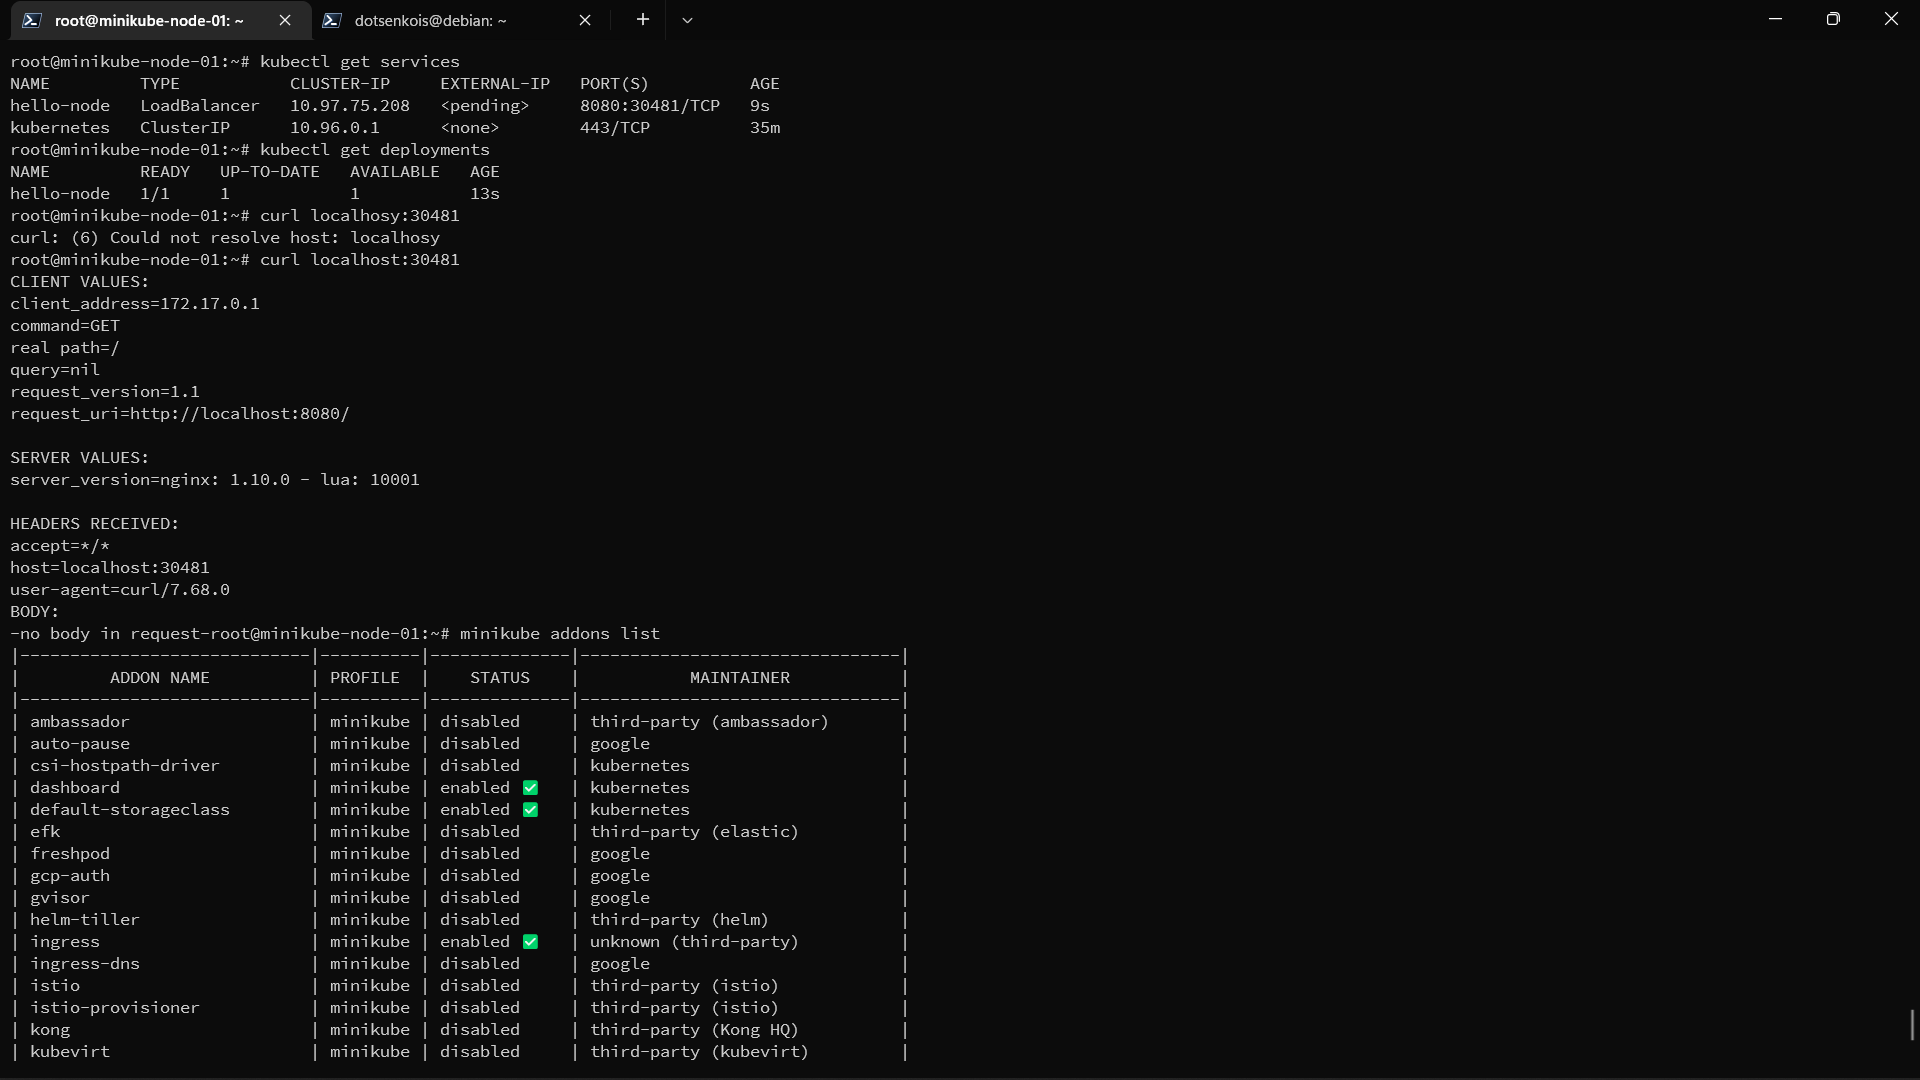 root@minikube-node-01: ~
dotsenkois@debian: ~
root@minikube-node-01:~# kubectl get services
NAME TYPE CLUSTER-IP EXTERNAL-IP PORT(S) AGE
hello-node LoadBalancer 10.97.75.208 <pending> 8080:30481/TCP 9s
kubernetes ClusterIP 10.96.0.1 <none> 443/TCP 35m
root@minikube-node-01:~# kubectl get deployments
NAME READY UP-TO-DATE AVAILABLE AGE
hello-node 1/1 1 1 13s
root@minikube-node-01:~# curl localhosy:30481
curl: (6) Could not resolve host: localhosy
root@minikube-node-01:~# curl localhost:30481
CLIENT VALUES:
client_address=172.17.0.1
command=GET
real path=/
query=nil
request_version=1.1
request_uri=http://localhost:8080/
SERVER VALUES:
server_version=nginx: 1.10.0 - lua: 10001
HEADERS RECEIVED:
accept=*/*
host=localhost:30481
user-agent=curl/7.68.0
BODY:
-no body in request-root@minikube-node-01:~# minikube addons list
|-----------------------------|----------|--------------|--------------------------------|
| ADDON NAME | PROFILE | STATUS | MAINTAINER |
|-----------------------------|----------|--------------|--------------------------------|
| ambassador | minikube | disabled | third-party (ambassador) |
| auto-pause | minikube | disabled | google |
| csi-hostpath-driver | minikube | disabled | kubernetes |
| dashboard | minikube | enabled ✅ | kubernetes |
| default-storageclass | minikube | enabled ✅ | kubernetes |
| efk | minikube | disabled | third-party (elastic) |
| freshpod | minikube | disabled | google |
| gcp-auth | minikube | disabled | google |
| gvisor | minikube | disabled | google |
| helm-tiller | minikube | disabled | third-party (helm) |
| ingress | minikube | enabled ✅ | unknown (third-party) |
| ingress-dns | minikube | disabled | google |
| istio | minikube | disabled | third-party (istio) |
| istio-provisioner | minikube | disabled | third-party (istio) |
| kong | minikube | disabled | third-party (Kong HQ) |
| kubevirt | minikube | disabled | third-party (kubevirt) |